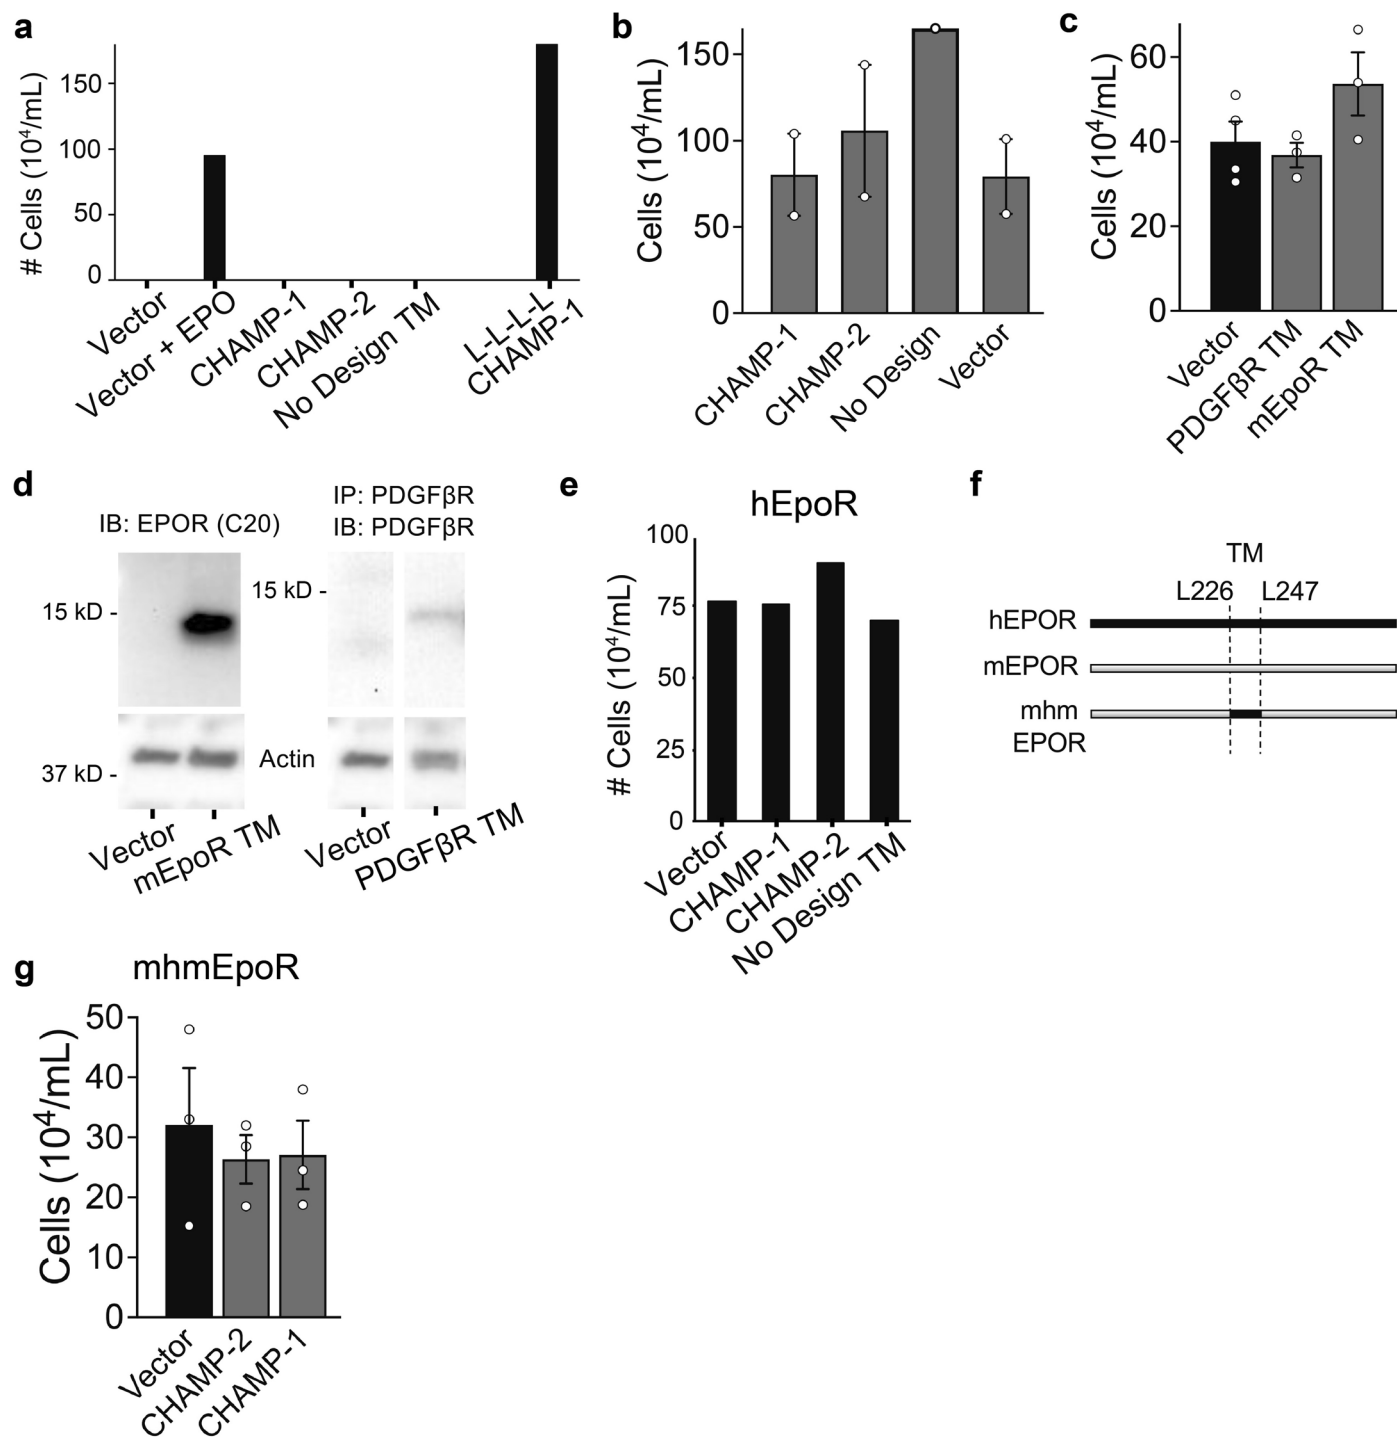 a
# Cells (10⁴/mL)
150
100
50
0
Vector
Vector + EPO
CHAMP-1
CHAMP-2
No Design TM
L-L-L-L
CHAMP-1
b
Cells (10⁴/mL)
150
100
50
0
CHAMP-1
CHAMP-2
No Design
Vector
c
Cells (10⁴/mL)
60
40
20
0
Vector
PDGFβR TM
mEpoR TM
d
IB: EPOR (C20)
15 kD -
37 kD -
Actin
Vector
mEpoR TM
IP: PDGFβR
IB: PDGFβR
15 kD -
Vector
PDGFβR TM
e
hEpoR
# Cells (10⁴/mL)
100
75
50
25
0
Vector
CHAMP-1
CHAMP-2
No Design TM
f
TM
L226 L247
hEPOR
mEPOR
mhm
EPOR
g
mhmEpoR
Cells (10⁴/mL)
50
40
30
20
10
0
Vector
CHAMP-2
CHAMP-1